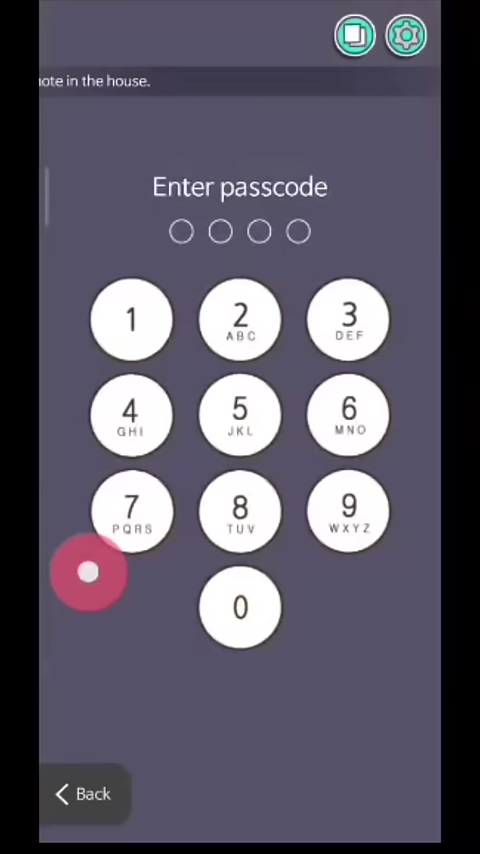 note in the house.
Enter passcode
1
2
ABC
3
DEF
4
GHI
5
JKL
6
MNO
7
PQRS
8
TUV
9
WXYZ
0
Back